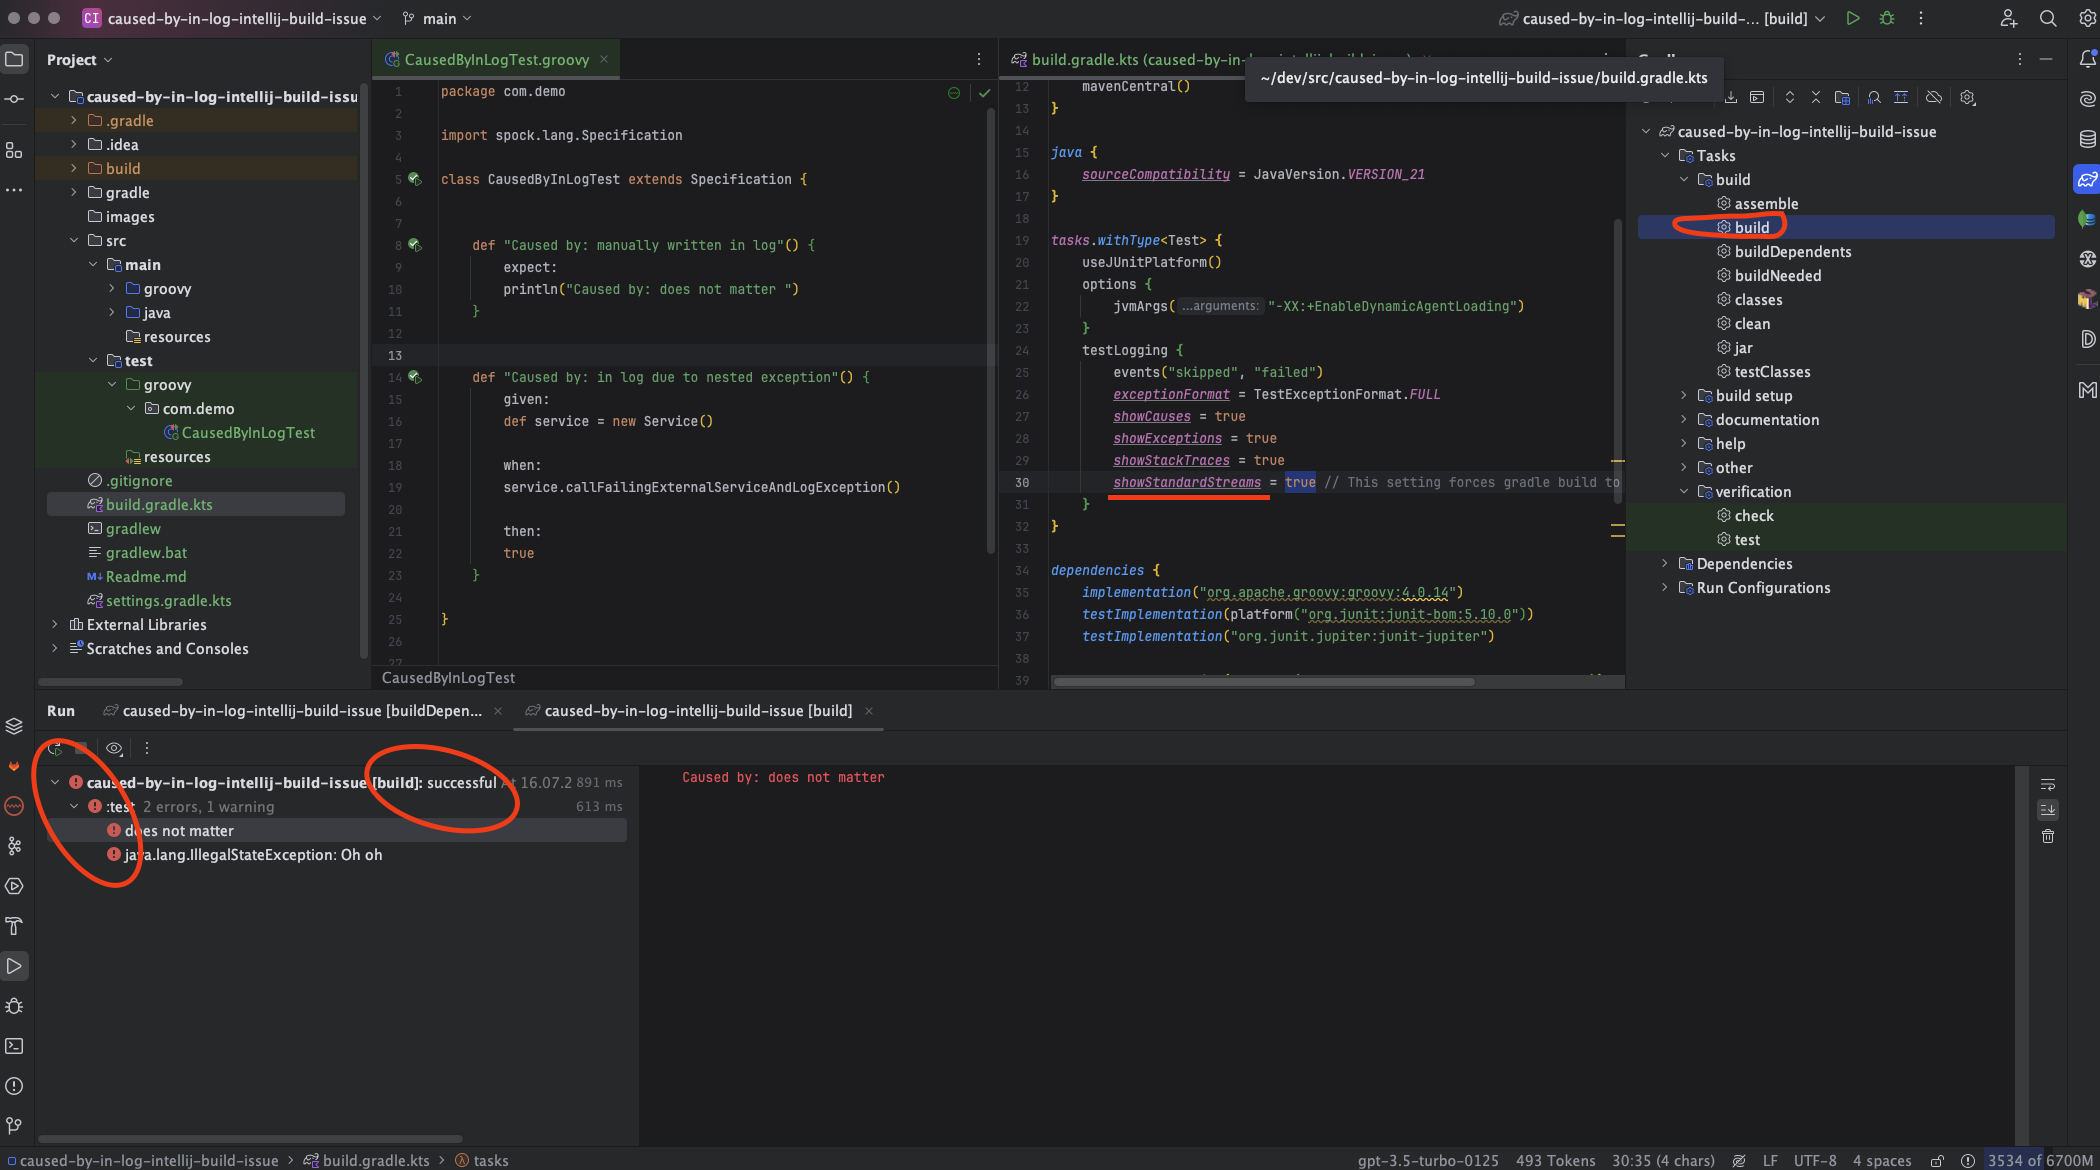 CI caused-by-in-log-intellij-build-issue main
caused-by-in-log-intellij-build-... [build]
Project
caused-by-in-log-intellij-build-issu
.gradle
.idea
build
gradle
images
src
main
groovy
java
resources
test
groovy
com.demo
CausedByInLogTest
resources
.gitignore
build.gradle.kts
gradlew
gradlew.bat
M↓ Readme.md
settings.gradle.kts
External Libraries
Scratches and Consoles
CausedByInLogTest.groovy
1 package com.demo
2
3 import spock.lang.Specification
4
5 class CausedByInLogTest extends Specification {
6
7
8 def "Caused by: manually written in log"() {
9 expect:
10 println("Caused by: does not matter ")
11 }
12
13
14 def "Caused by: in log due to nested exception"() {
15 given:
16 def service = new Service()
17
18 when:
19 service.callFailingExternalServiceAndLogException()
20
21 then:
22 true
23 }
24
25 }
26
27
CausedByInLogTest
build.gradle.kts (caused-by-in-log-intellij-build-issue)
~/dev/src/caused-by-in-log-intellij-build-issue/build.gradle.kts
12 mavenCentral()
13 }
14
15 java {
16 sourceCompatibility = JavaVersion.VERSION_21
17 }
18
19 tasks.withType<Test> {
20 useJUnitPlatform()
21 options {
22 jvmArgs( ...arguments: "-XX:+EnableDynamicAgentLoading")
23 }
24 testLogging {
25 events("skipped", "failed")
26 exceptionFormat = TestExceptionFormat.FULL
27 showCauses = true
28 showExceptions = true
29 showStackTraces = true
30 showStandardStreams = true // This setting forces gradle build to
31 }
32 }
33
34 dependencies {
35 implementation("org.apache.groovy:groovy:4.0.14")
36 testImplementation(platform("org.junit:junit-bom:5.10.0"))
37 testImplementation("org.junit.jupiter:junit-jupiter")
38
39
caused-by-in-log-intellij-build-issue
Tasks
build
assemble
build
buildDependents
buildNeeded
classes
clean
jar
testClasses
build setup
documentation
help
other
verification
check
test
Dependencies
Run Configurations
Run caused-by-in-log-intellij-build-issue [buildDepen... caused-by-in-log-intellij-build-issue [build]
caused-by-in-log-intellij-build-issue [build]: successful At 16.07.2 891 ms
:test 2 errors, 1 warning 613 ms
does not matter
java.lang.IllegalStateException: Oh oh
Caused by: does not matter
caused-by-in-log-intellij-build-issue > build.gradle.kts > tasks
gpt-3.5-turbo-0125 493 Tokens 30:35 (4 chars) LF UTF-8 4 spaces 3534 of 6700M